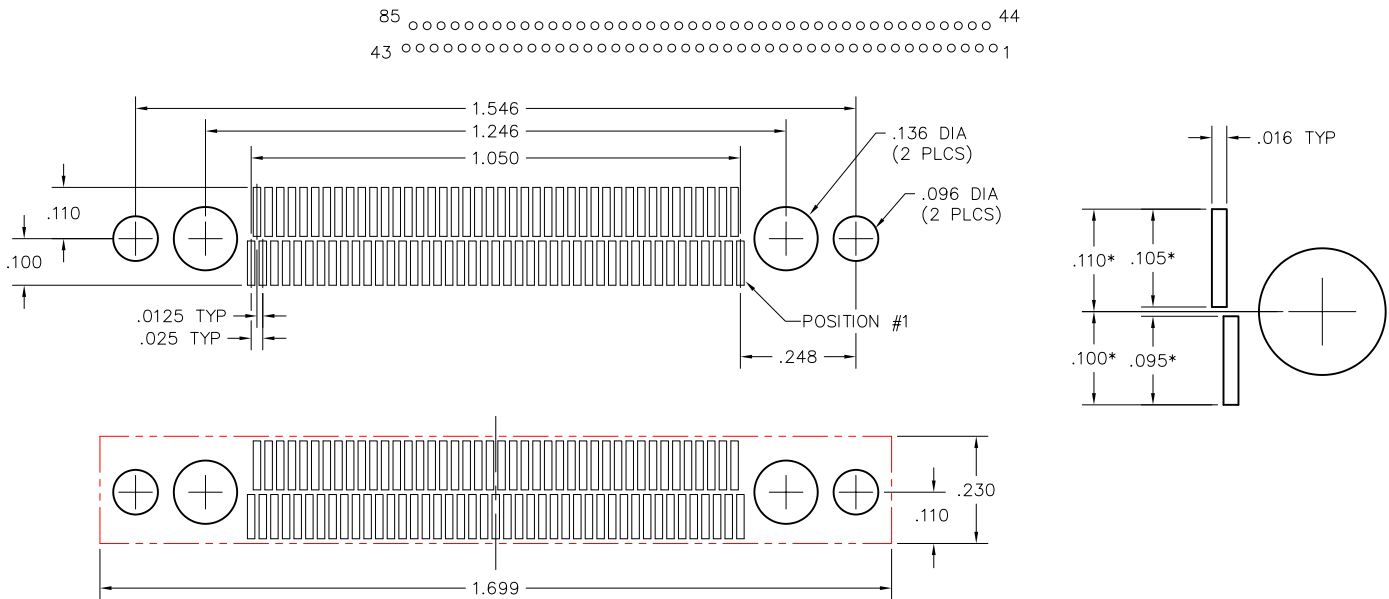 85 44
43 1
1.546
1.246
1.050
.136 DIA
(2 PLCS)
.096 DIA
(2 PLCS)
.110
.100
.0125 TYP
.025 TYP
POSITION #1
.248
.016 TYP
.110* .105*
.100* .095*
.230
.110
1.699